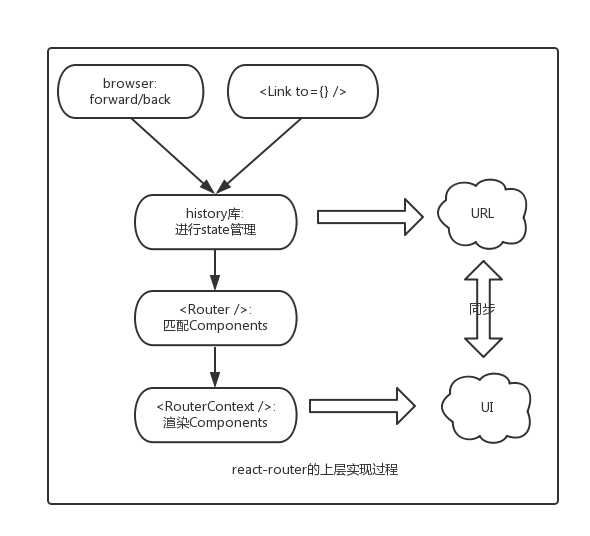 browser:
forward/back
<Link to={} />
history库:
进行state管理
URL
<Router />:
匹配Components
同步
<RouterContext />:
渲染Components
UI
react-router的上层实现过程